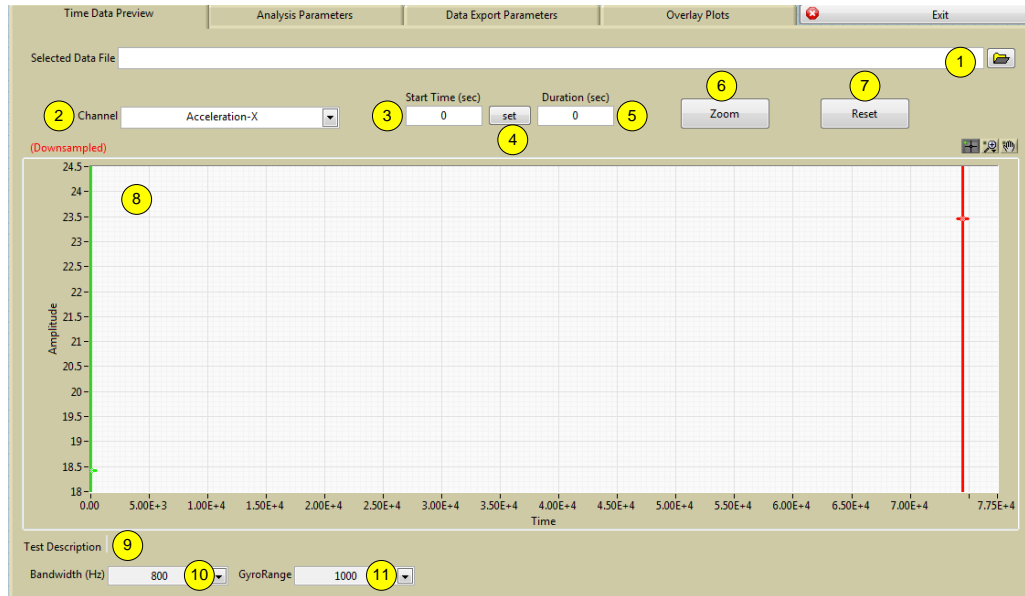 Time Data Preview Analysis Parameters Data Export Parameters Overlay Plots Exit
Selected Data File 1
6 7
Start Time (sec) Duration (sec)
2 Channel Acceleration-X 3 0 set 0 5 Zoom Reset
4
(Downsampled)
24.5
24
8
23.5
23
22.5
22
21.5
21
20.5
20
19.5
19
18.5
18
Amplitude
0.00 5.00E+3 1.00E+4 1.50E+4 2.00E+4 2.50E+4 3.00E+4 3.50E+4 4.00E+4 4.50E+4 5.00E+4 5.50E+4 6.00E+4 6.50E+4 7.00E+4 7.75E+4
Time
Test Description 9
Bandwidth (Hz) 800 10 GyroRange 1000 11